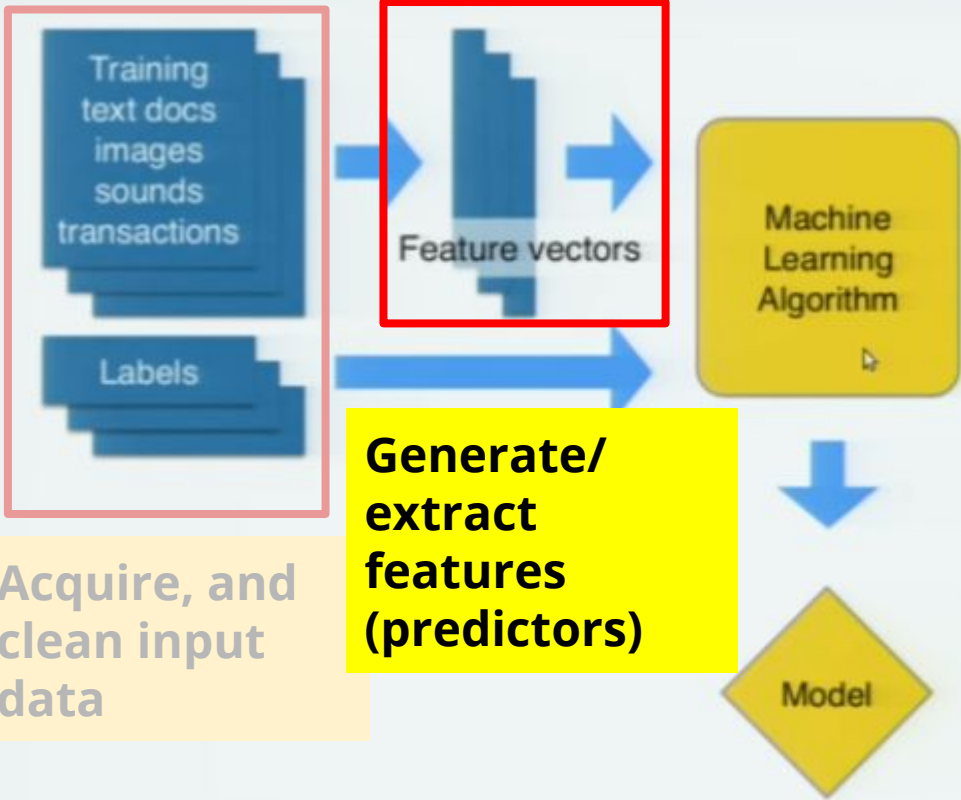 Training
text docs
images
sounds
transactions
Feature vectors
Machine
Learning
Algorithm
Labels
Generate/
extract
features
(predictors)
Acquire, and
clean input
data
Model